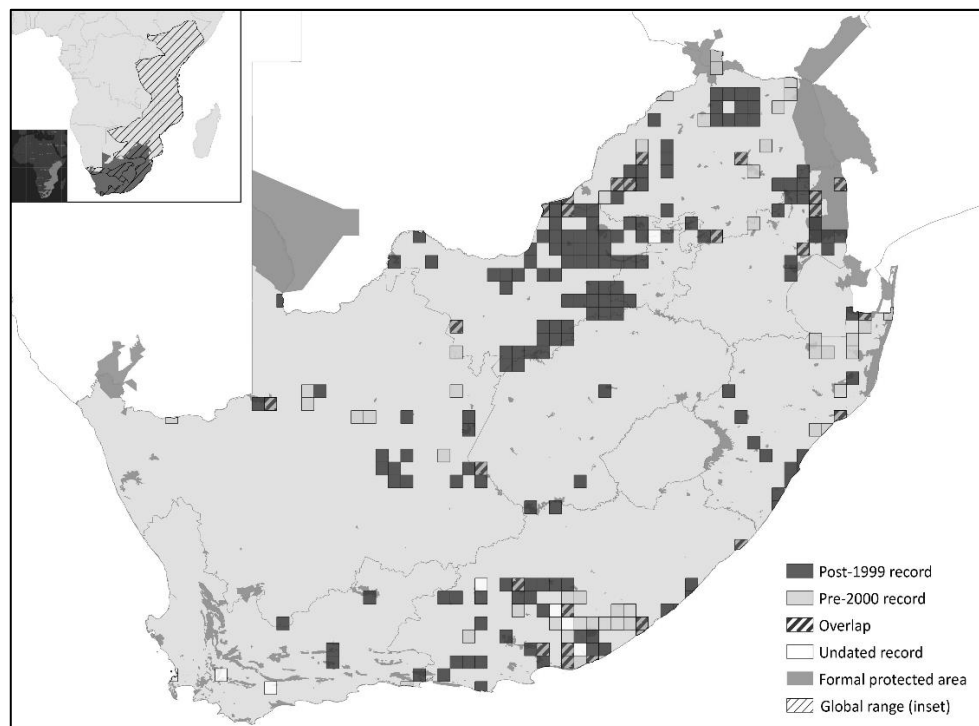 Post-1999 record
Pre-2000 record
Overlap
Undated record
Formal protected area
Global range (inset)